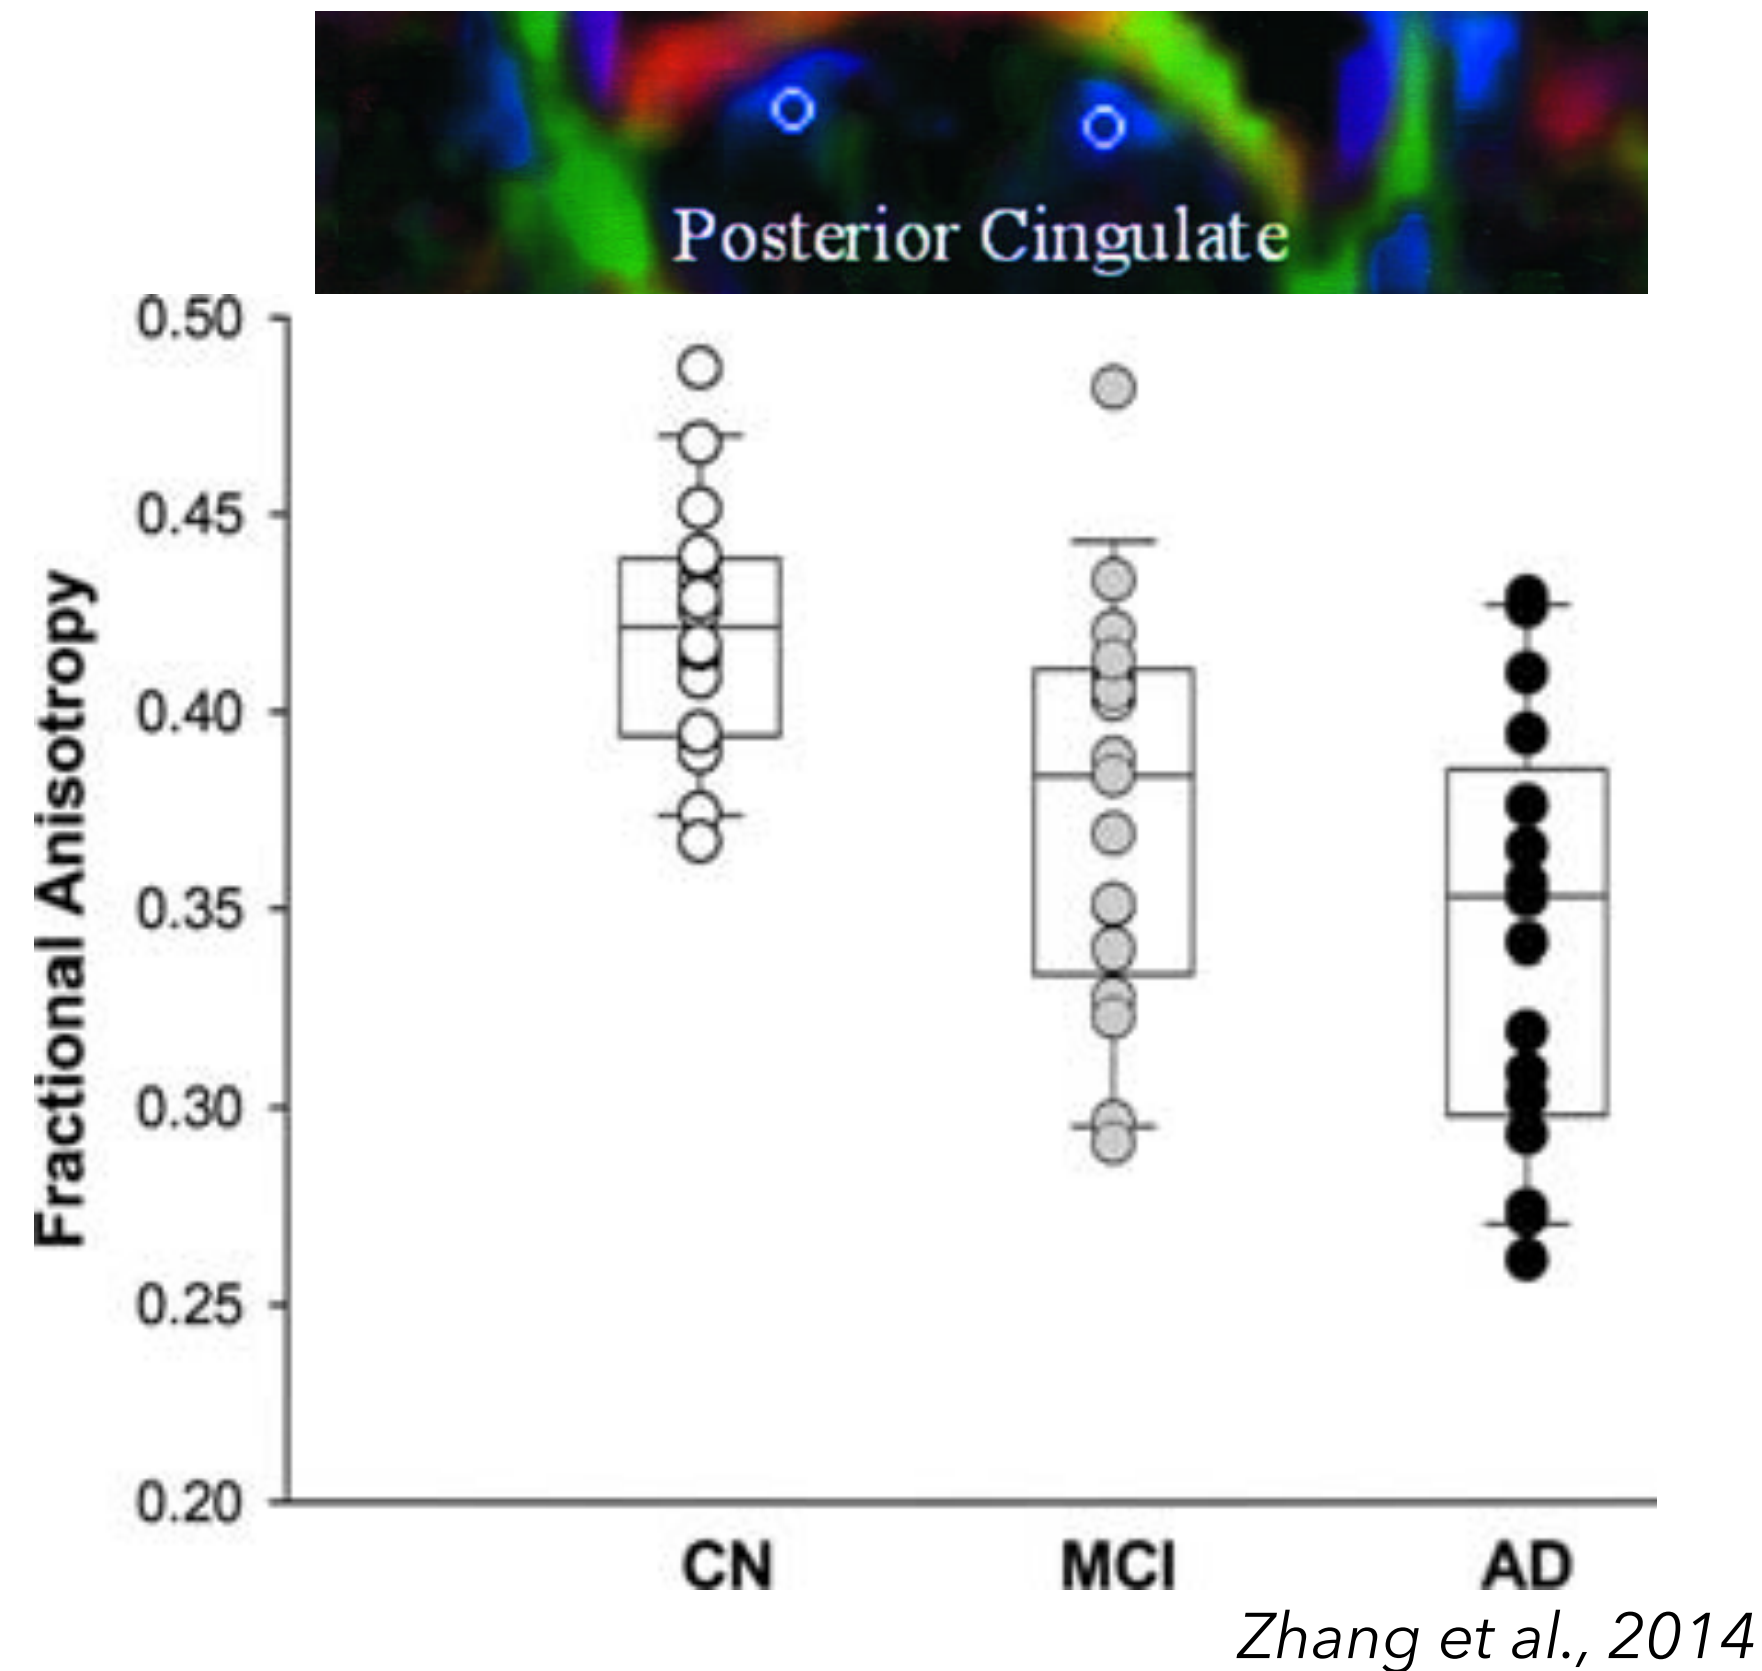 Posterior Cingulate
0.50
0.45
0.40
0.35
0.30
0.25
0.20
Fractional Anisotropy
CN MCI AD
Zhang et al., 2014